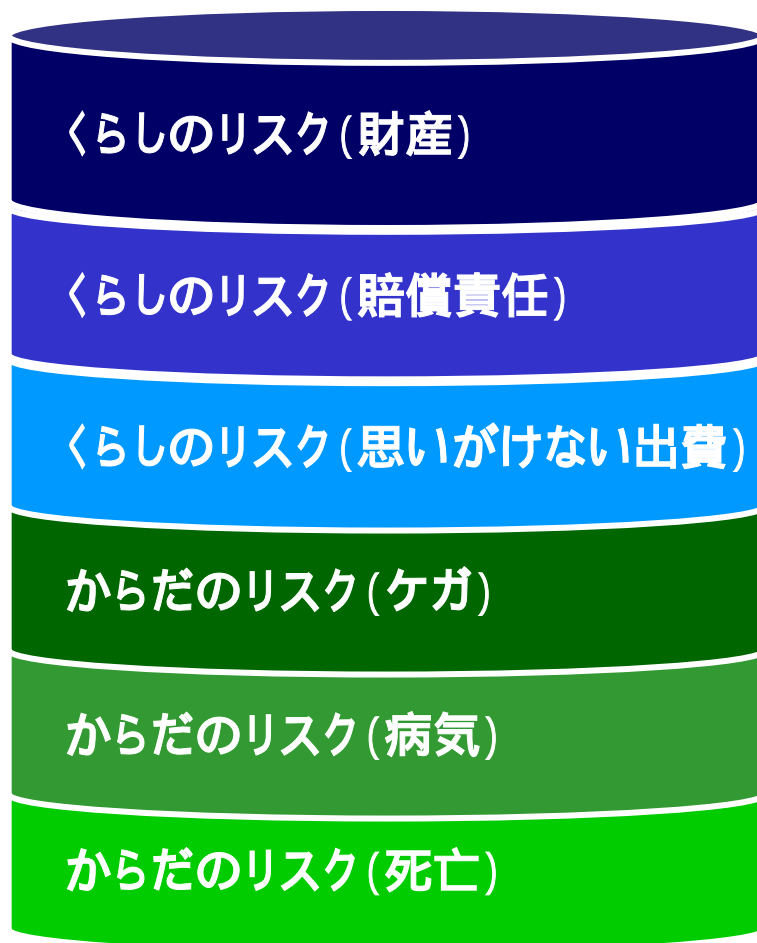 くらしのリスク(財産)
くらしのリスク(賠償責任)
くらしのリスク(思いがけない出費)
からだのリスク(ケガ)
からだのリスク(病気)
からだのリスク(死亡)